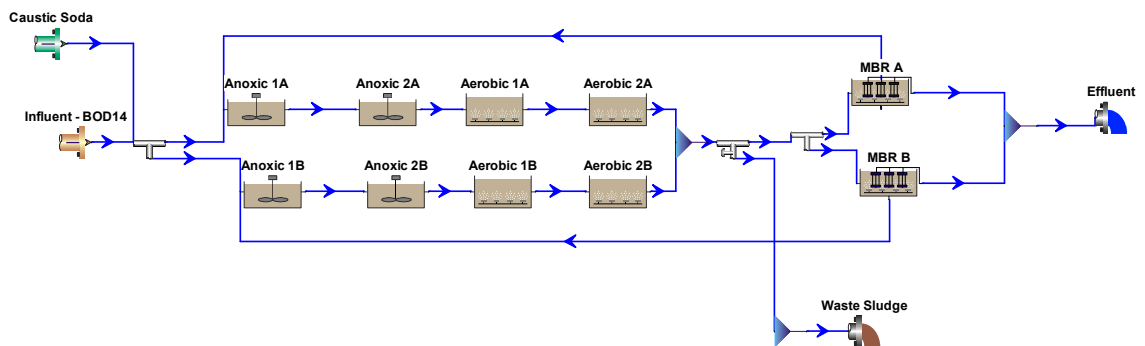 Caustic Soda
Influent - BOD14
Anoxic 1A
Anoxic 2A
Aerobic 1A
Aerobic 2A
Anoxic 1B
Anoxic 2B
Aerobic 1B
Aerobic 2B
MBR A
MBR B
Effluent
Waste Sludge